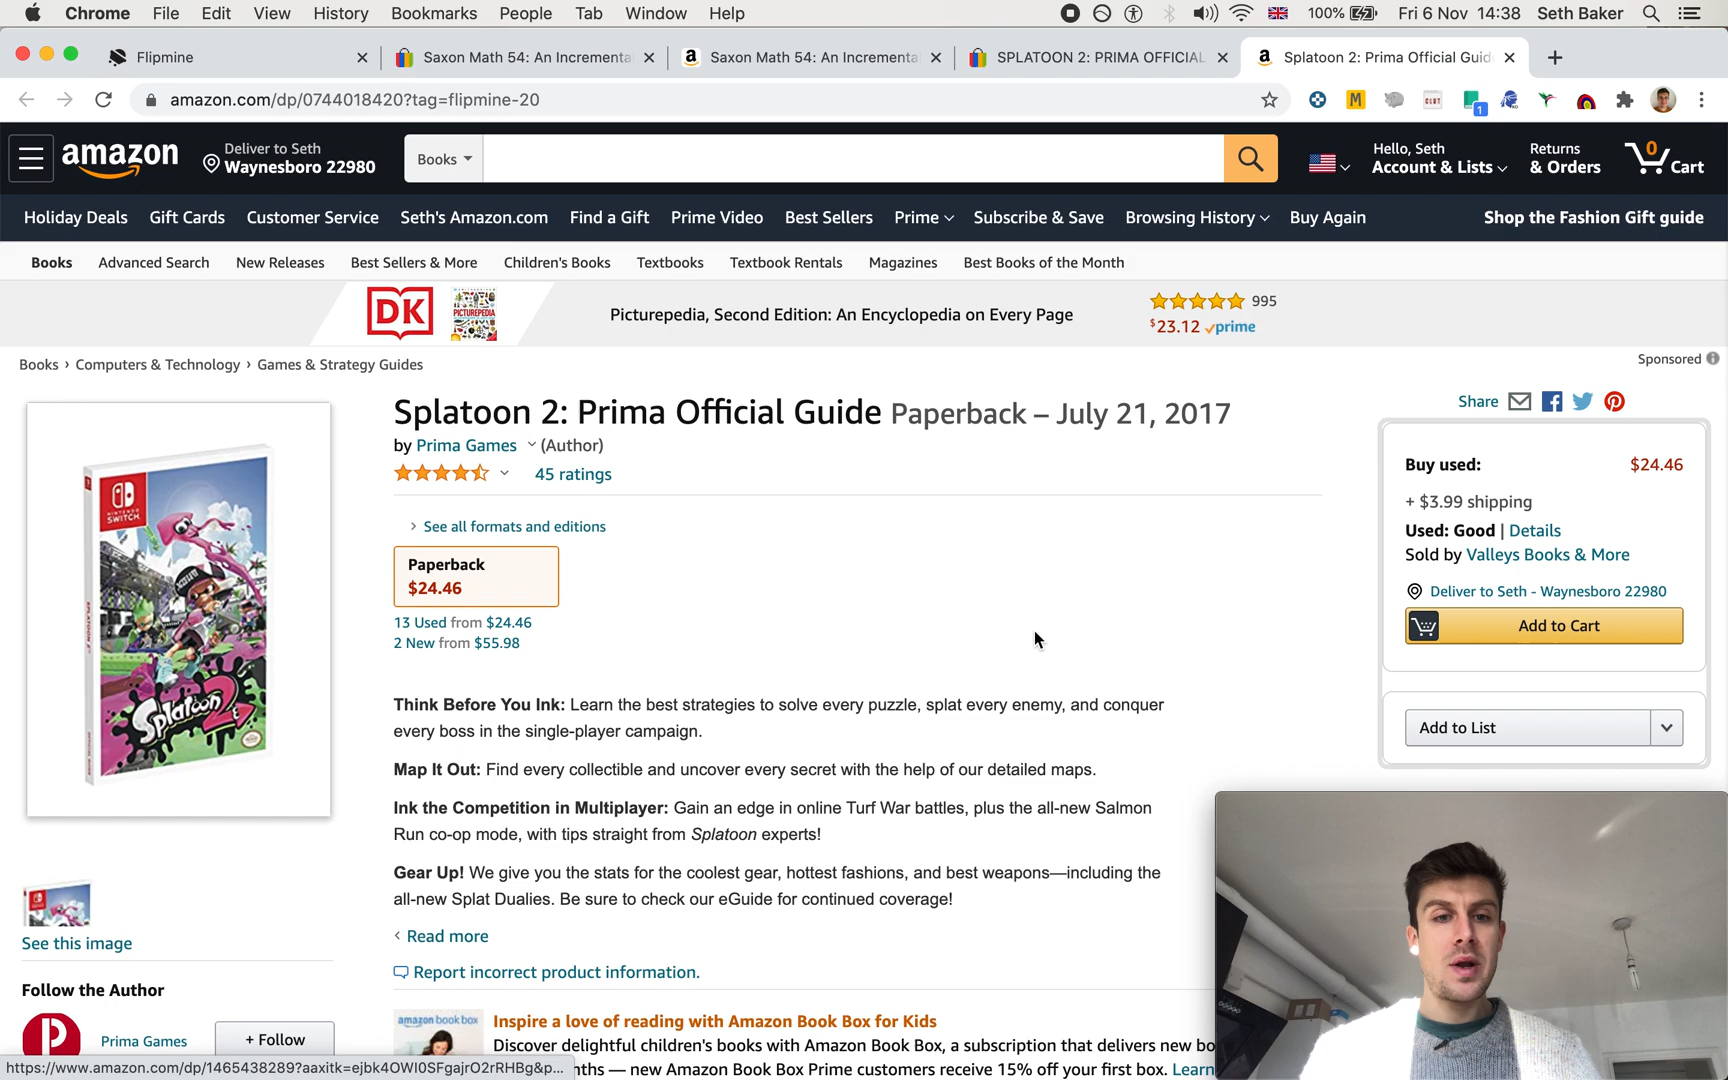 Chrome File Edit View History Bookmarks People Tab Window Help 100% Fri 6 Nov 14:38 Seth Baker
Flipmine Saxon Math 54: An Incrementa Saxon Math 54: An Incrementa SPLATOON 2: PRIMA OFFICIAL Splatoon 2: Prima Official Guid
amazon.com/dp/0744018420?tag=flipmine-20 M 1
amazon Deliver to Seth Waynesboro 22980 Books Hello, Seth Account & Lists Returns & Orders 0 Cart
Holiday Deals Gift Cards Customer Service Seth's Amazon.com Find a Gift Prime Video Best Sellers Prime Subscribe & Save Browsing History Buy Again Shop the Fashion Gift guide
Books Advanced Search New Releases Best Sellers & More Children's Books Textbooks Textbook Rentals Magazines Best Books of the Month
DK PICTUREPEDIA Picturepedia, Second Edition: An Encyclopedia on Every Page 995
$23.12 prime
Books › Computers & Technology › Games & Strategy Guides
Sponsored
Splatoon 2: Prima Official Guide Paperback – July 21, 2017
by Prima Games (Author)
45 ratings
See all formats and editions
Paperback
$24.46
13 Used from $24.46
2 New from $55.98
Think Before You Ink: Learn the best strategies to solve every puzzle, splat every enemy, and conquer
every boss in the single-player campaign.
Map It Out: Find every collectible and uncover every secret with the help of our detailed maps.
Ink the Competition in Multiplayer: Gain an edge in online Turf War battles, plus the all-new Salmon
Run co-op mode, with tips straight from Splatoon experts!
Gear Up! We give you the stats for the coolest gear, hottest fashions, and best weapons—including the
all-new Splat Dualies. Be sure to check our eGuide for continued coverage!
Read more
Report incorrect product information.
amazon book box
Inspire a love of reading with Amazon Book Box for Kids
Discover delightful children's books with Amazon Book Box, a subscription that delivers new bo
nths — new Amazon Book Box Prime customers receive 15% off your first box. Learn
Share
Buy used: $24.46
+ $3.99 shipping
Used: Good | Details
Sold by Valleys Books & More
Deliver to Seth - Waynesboro 22980
Add to Cart
Add to List
NINTENDO SWITCH
Splatoon 2
See this image
Follow the Author
Prima Games + Follow
https://www.amazon.com/dp/1465438289?aaxitk=ejbk4OWI0SFgajrO2rRHBg&p...